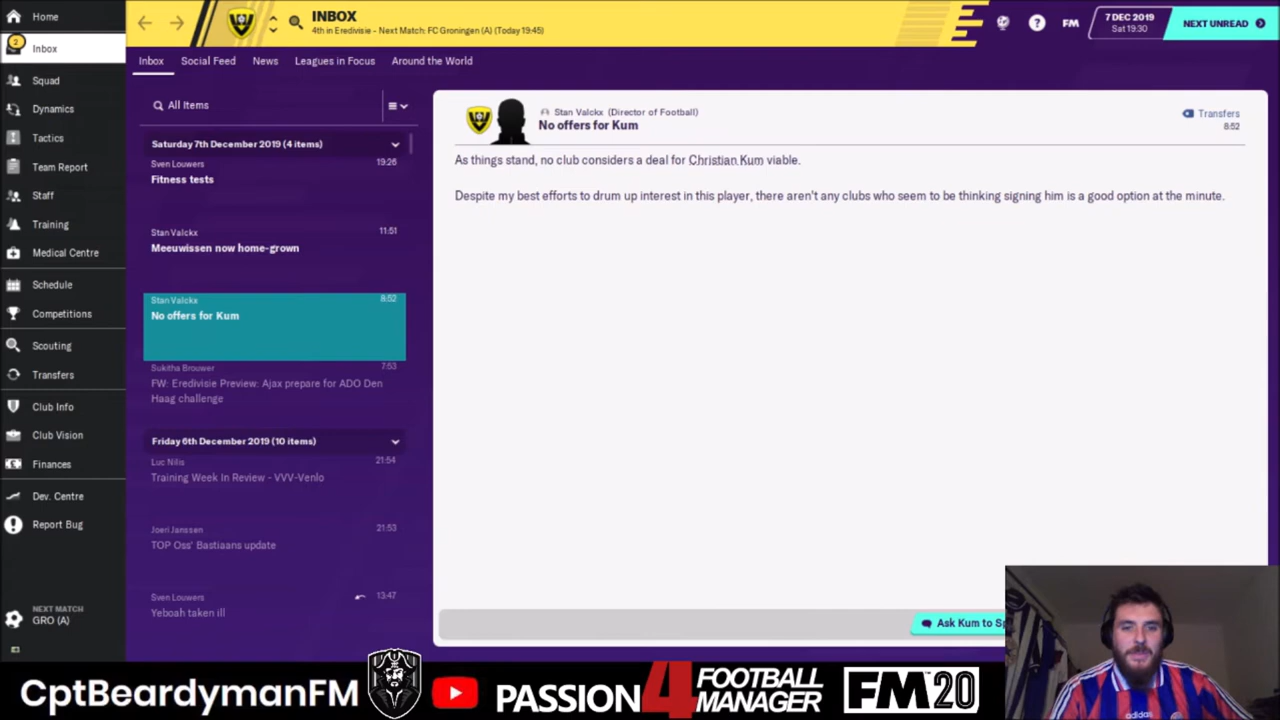 Home
Inbox
2
Squad
Dynamics
Tactics
Team Report
Staff
Training
Medical Centre
Schedule
Competitions
Scouting
Transfers
Club Info
Club Vision
Finances
Dev. Centre
Report Bug
NEXT MATCH
GRO (A)
INBOX
4th in Eredivisie - Next Match: FC Groningen (A) (Today 19:45)
?
FM
7 DEC 2019
Sat 19:30
NEXT UNREAD
Inbox
Social Feed
News
Leagues in Focus
Around the World
All Items
Saturday 7th December 2019 (4 items)
Sven Louwers 19:26
Fitness tests
Stan Valckx 11:51
Meeuwissen now home-grown
Stan Valckx 8:52
No offers for Kum
Sukitha Brouwer 7:53
FW: Eredivisie Preview: Ajax prepare for ADO Den
Haag challenge
Friday 6th December 2019 (10 items)
Luc Nilis 21:54
Training Week In Review - VVV-Venlo
Joeri Janssen 21:53
TOP Oss' Bastiaans update
Sven Louwers 13:47
Yeboah taken ill
Stan Valckx (Director of Football)
No offers for Kum
Transfers
8:52
As things stand, no club considers a deal for Christian Kum viable.
Despite my best efforts to drum up interest in this player, there aren't any clubs who seem to be thinking signing him is a good option at the minute.
Ask Kum to Sp
adidas
CptBeardymanFM
PASSION 4 FOOTBALL MANAGER
FM20